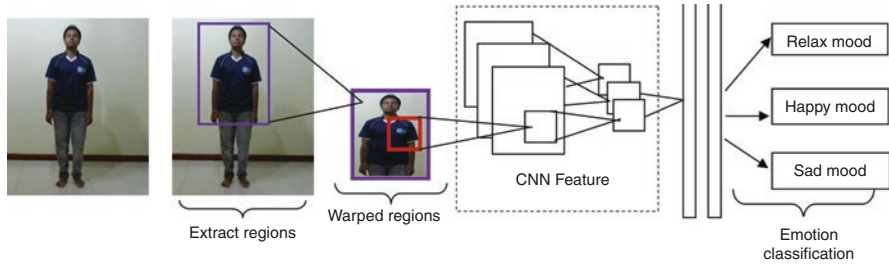 Extract regions
Warped regions
CNN Feature
Relax mood
Happy mood
Sad mood
Emotion
classification